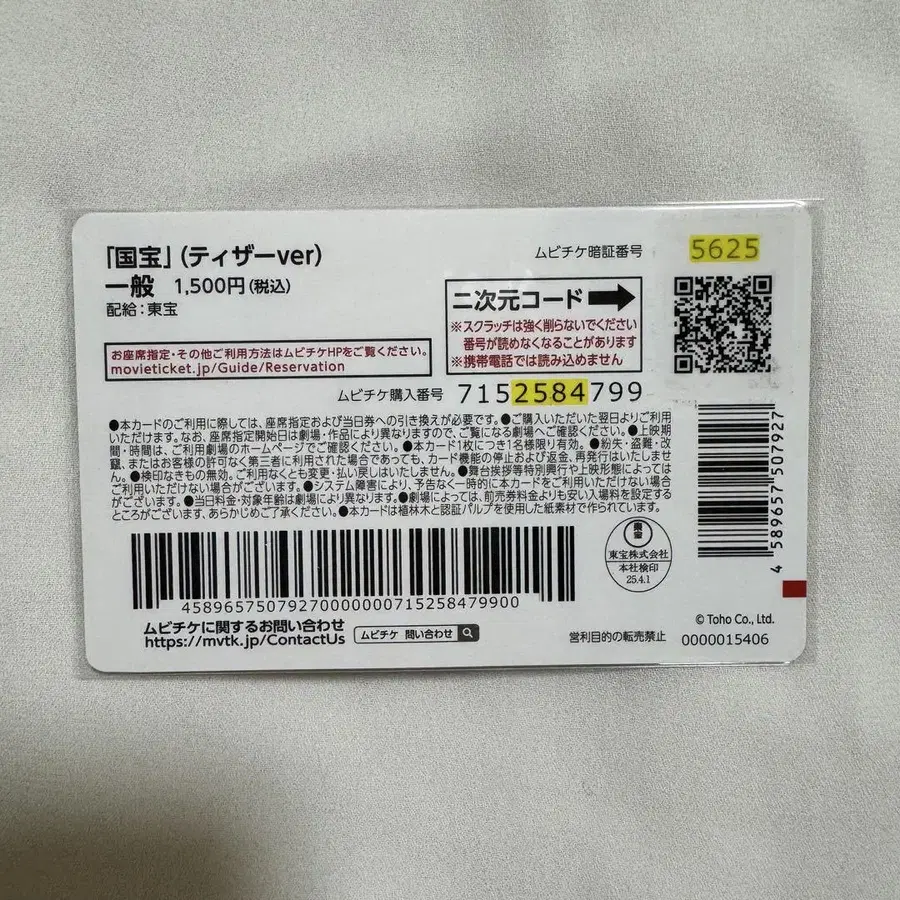 「国宝」(ティザーver)
一般 1,500円(税込)
配給:東宝
ムビチケ暗証番号 5625
二次元コード
※スクラッチは強く削らないでください
番号が読めなくなることがあります
※携帯電話では読み込めません
お座席指定・その他ご利用方法はムビチケHPをご覧ください。
movieticket.jp/Guide/Reservation
ムビチケ購入番号 7152584799
●本カードのご利用に際しては、座席指定および当日券への引き換えが必要です。●ご購入いただいた翌日よりご利用
いただけます。なお、座席指定開始日は劇場・作品により異なりますので、ご覧になる劇場へご確認ください。●上映期
間・時間は、ご利用劇場のホームページでご確認ください。●本カード1枚につき1名様限り有効。●紛失・盗難・改
竄、またはお客様の許可なく第三者に利用された場合であっても、カード機能の停止および返金、再発行はいたしませ
ん。●検印なきもの無効。ご利用なくとも変更・払い戻しはいたしません。●舞台挨拶等特別興行や上映形態によっては
ご利用いただけない場合がございます。●システム障害により、予告なく一時的に本カードをご利用いただけない場合
がございます。●当日料金・対象年齢は劇場により異なります。●劇場によっては、前売券料金よりも安い入場料を設定する
ところがございます、あらかじめご了承ください。●本カードは植林木と認証パルプを使用した紙素材で作られています。
4589657507927
45896575079270000000715258479900
東宝
東宝株式会社
本社検印
25.4.1
ムビチケに関するお問い合わせ
https://mvtk.jp/ContactUs
ムビチケ 問い合わせ
© Toho Co., Ltd.
営利目的の転売禁止 0000015406